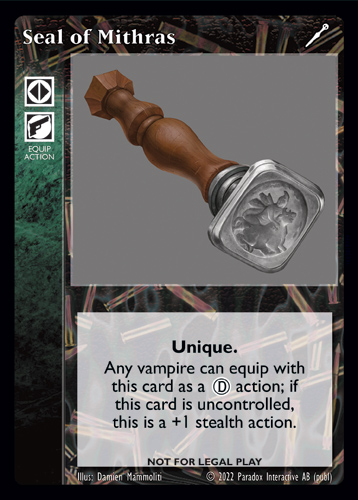 Seal of Mithras
EQUIP
ACTION
Unique.
Any vampire can equip with
this card as a Ⓓ action; if
this card is uncontrolled,
this is a +1 stealth action.
NOT FOR LEGAL PLAY
Illus: Damien Mammoliti © 2022 Paradox Interactive AB (publ)